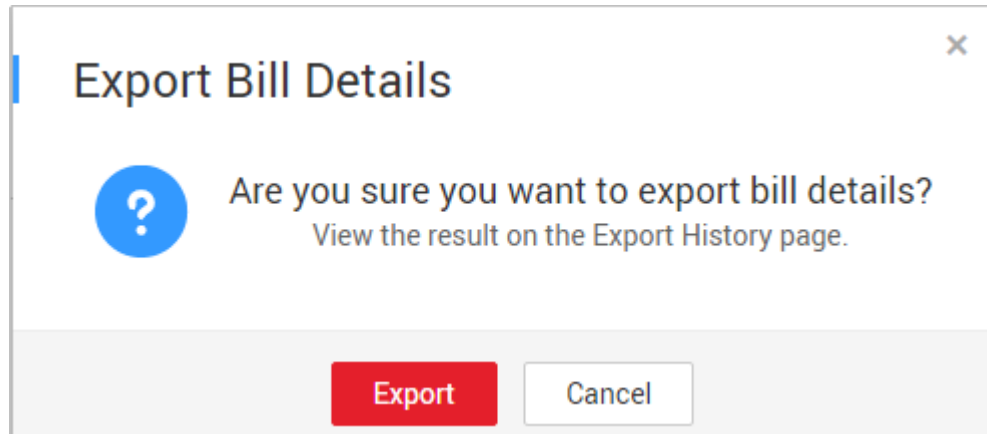 Export Bill Details
Are you sure you want to export bill details?
View the result on the Export History page.
Export
Cancel